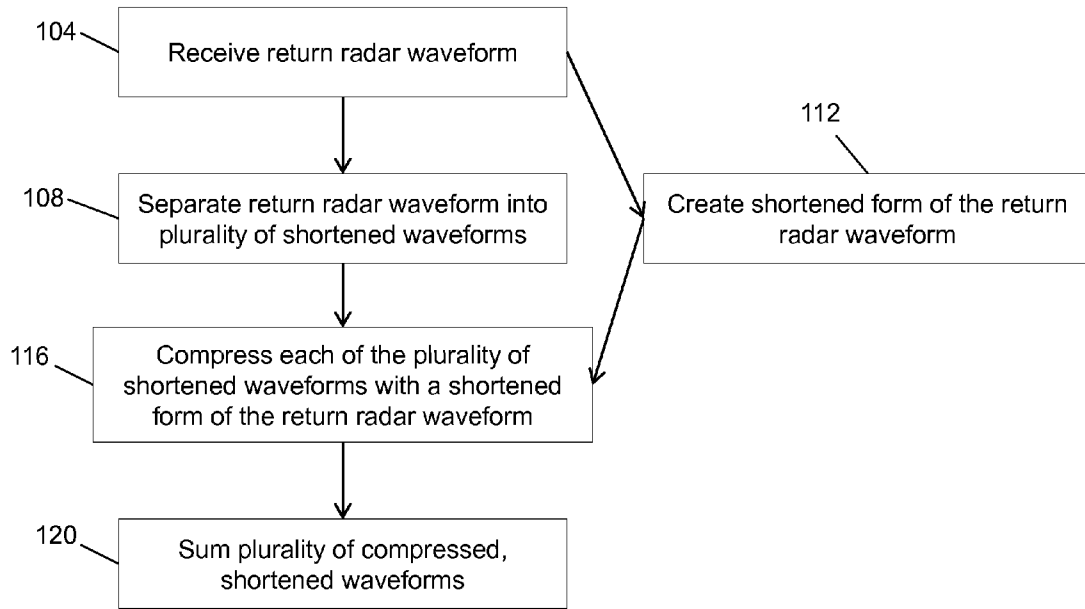 104
Receive return radar waveform
112
108
Separate return radar waveform into
plurality of shortened waveforms
Create shortened form of the return
radar waveform
116
Compress each of the plurality of
shortened waveforms with a shortened
form of the return radar waveform
120
Sum plurality of compressed,
shortened waveforms